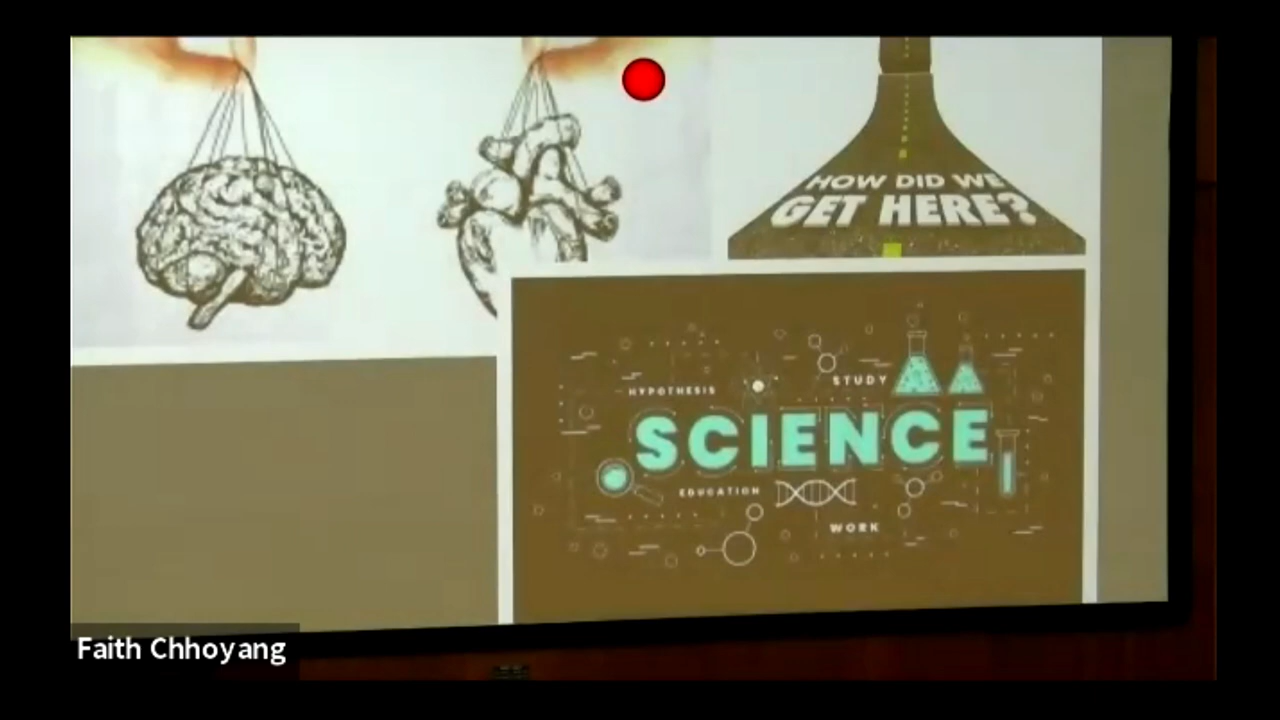 HOW DID WE
GET HERE?
HYPOTHESIS
STUDY
SCIENCE
EDUCATION
WORK
Faith Chhoyang